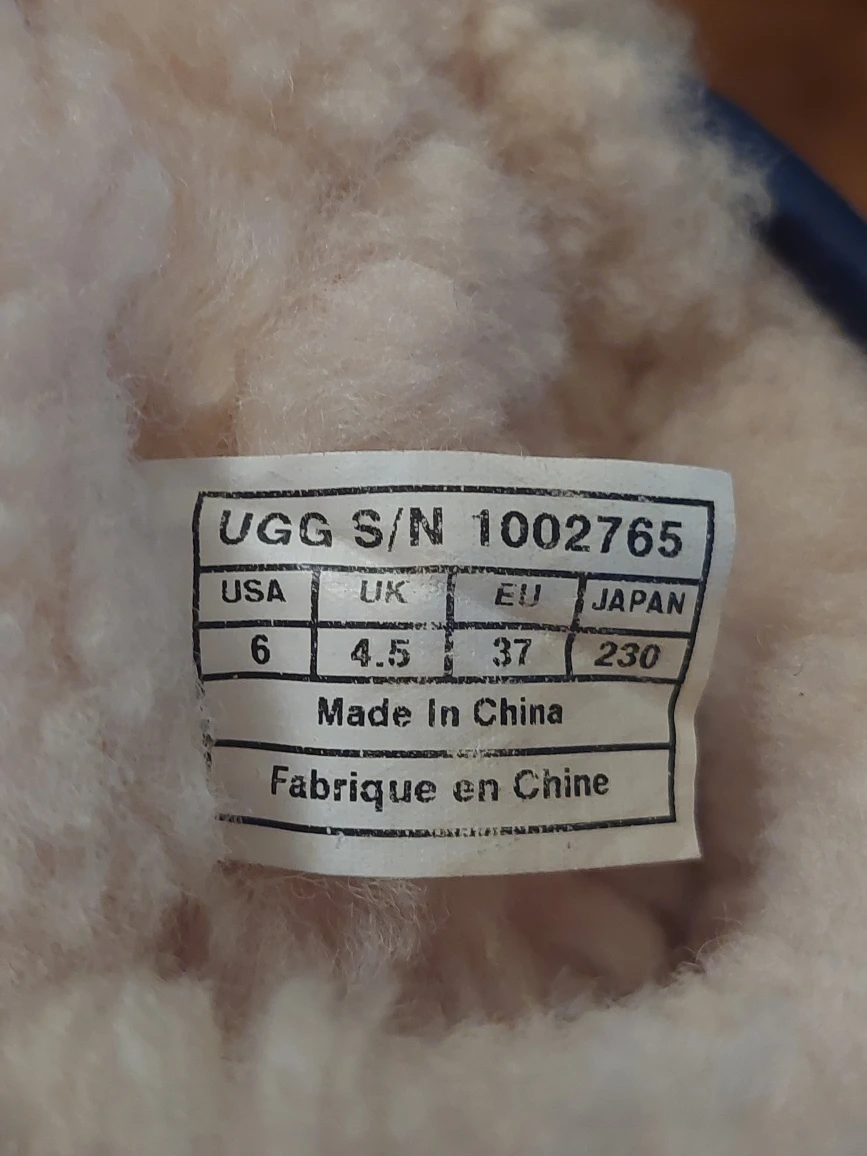 UGG S/N 1002765
USA UK EU JAPAN
6 4.5 37 230
Made In China
Fabrique en Chine